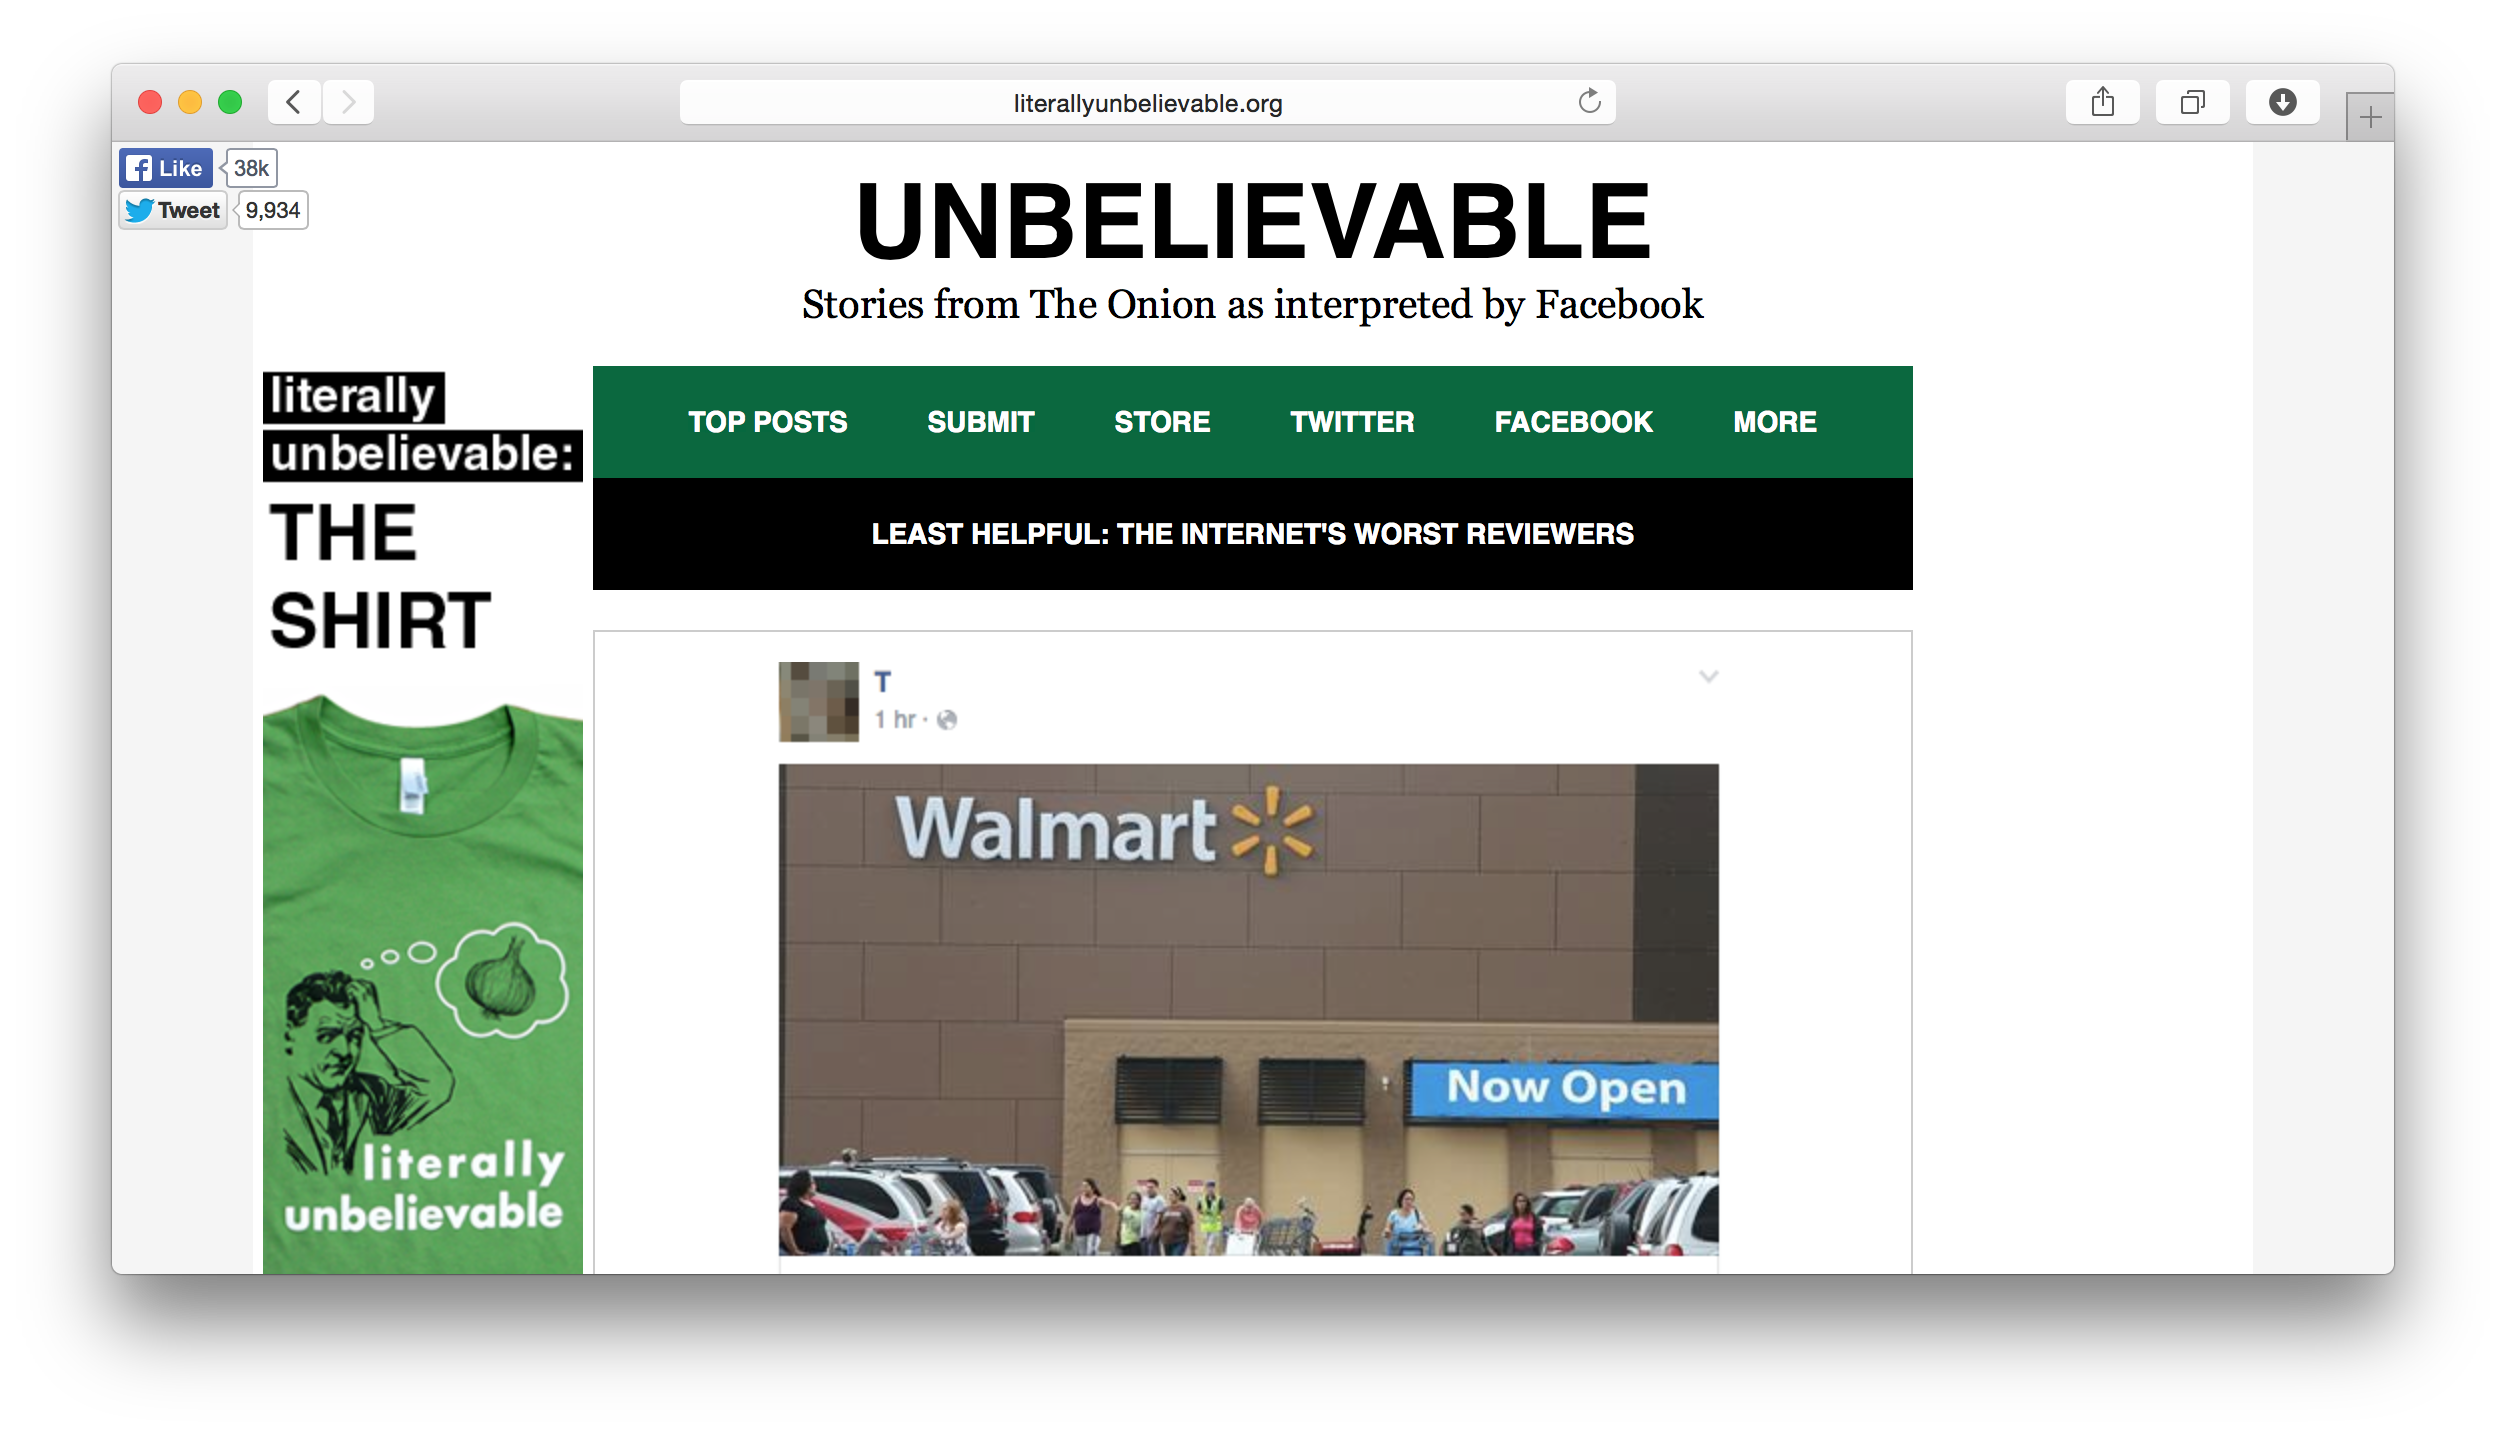 literallyunbelievable.org
Like 38k
Tweet 9,934
UNBELIEVABLE
Stories from The Onion as interpreted by Facebook
TOP POSTS SUBMIT STORE TWITTER FACEBOOK MORE
LEAST HELPFUL: THE INTERNET'S WORST REVIEWERS
literally
unbelievable:
THE
SHIRT
literally
unbelievable
T
1 hr ·
Walmart
Now Open